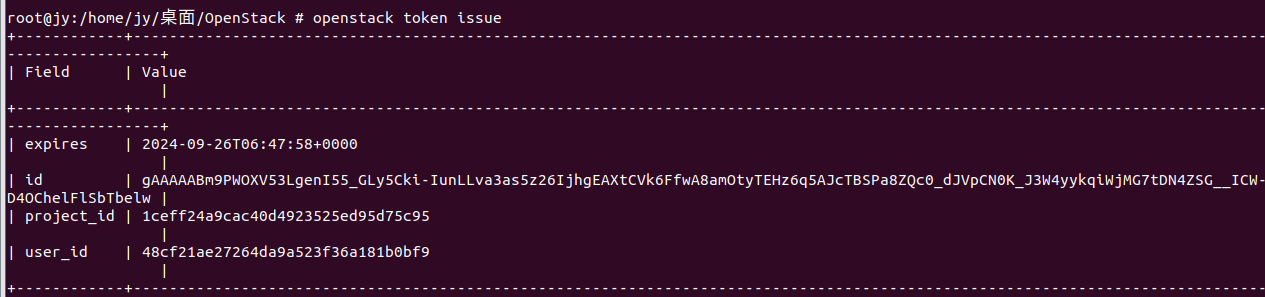 root@jy:/home/jy/桌面/OpenStack # openstack token issue
+------------+----------------------------------------------------------------------------------------------------------------------------
-----------------+
| Field      | Value
                 |
+------------+----------------------------------------------------------------------------------------------------------------------------
-----------------+
| expires    | 2024-09-26T06:47:58+0000
                 |
| id         | gAAAAABm9PWOXV53LgenI55_GLy5Cki-IunLLva3as5z26IjhgEAXtCVk6FfwA8amOtyTEHz6q5AJcTBSPa8ZQc0_dJVpCN0K_J3W4yykqiWjMG7tDN4ZSG__ICW-
D4OChelFlSbTbelw |
| project_id | 1ceff24a9cac40d4923525ed95d75c95
                 |
| user_id    | 48cf21ae27264da9a523f36a181b0bf9
                 |
+------------+----------------------------------------------------------------------------------------------------------------------------